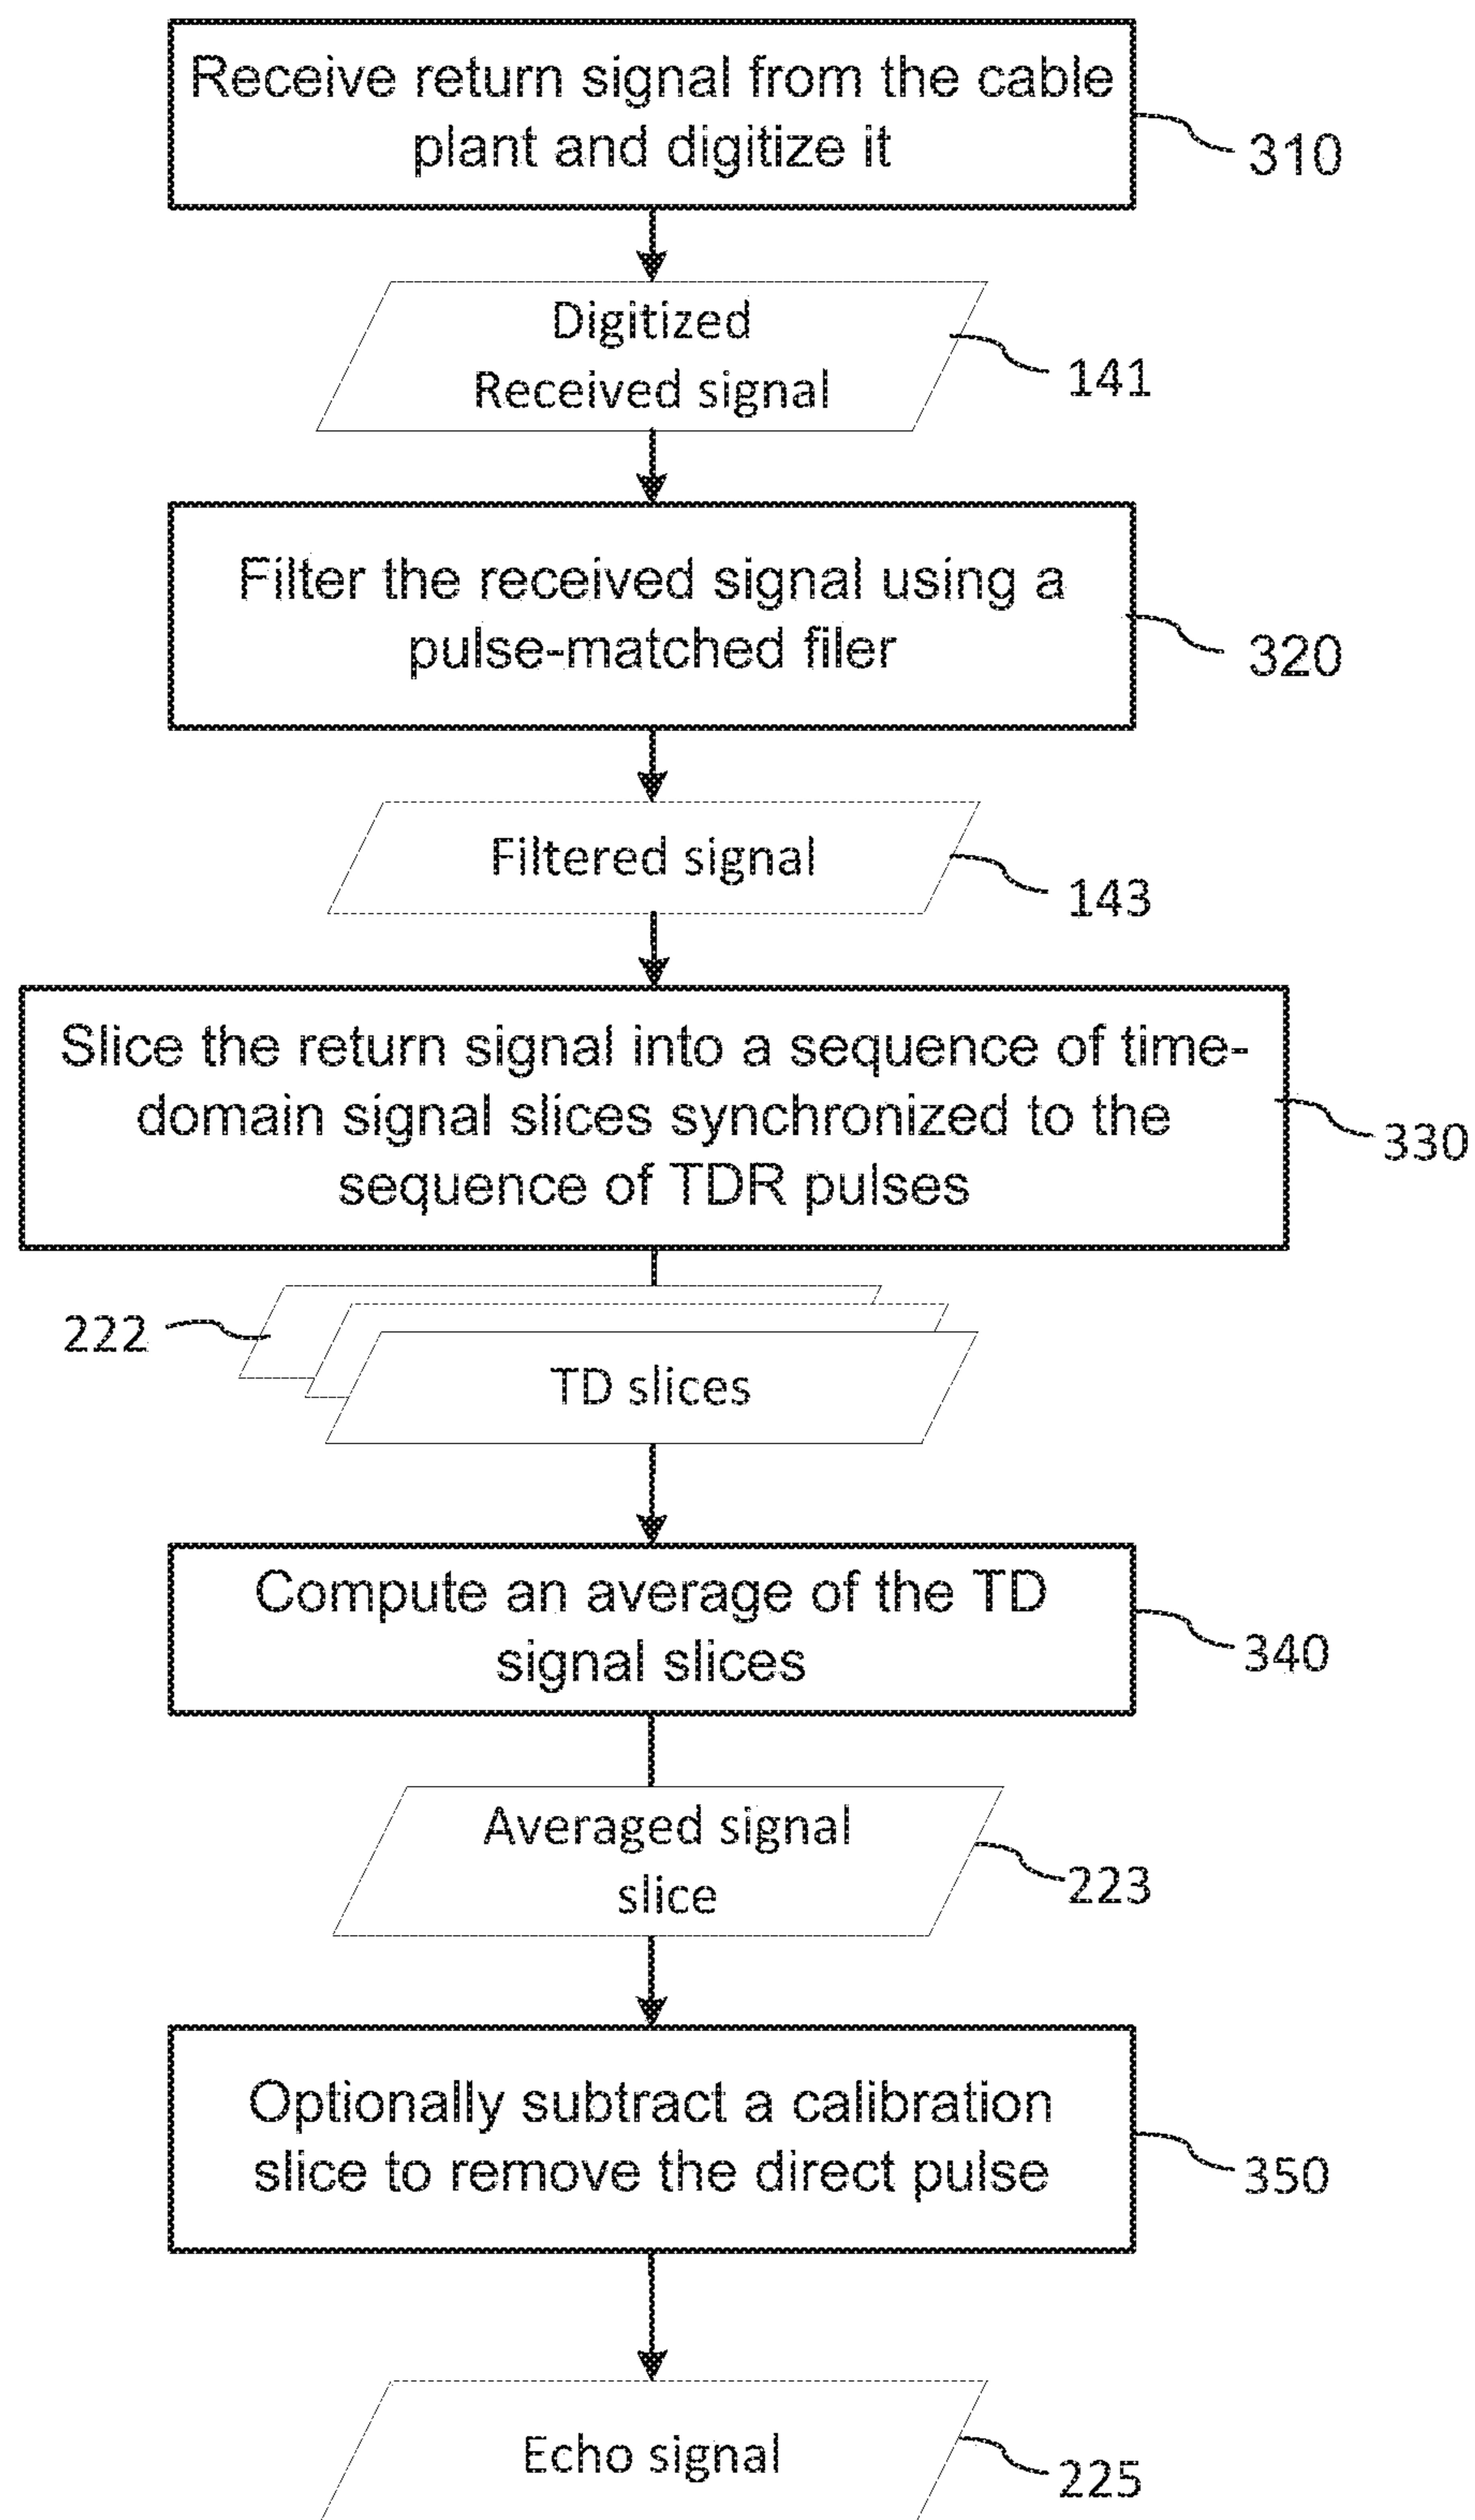 Receive return signal from the cable
plant and digitize it
310
Digitized
Received signal
141
Filter the received signal using a
pulse-matched filer
320
Filtered signal
143
Slice the return signal into a sequence of time-
domain signal slices synchronized to the
sequence of TDR pulses
330
222
TD slices
Compute an average of the TD
signal slices
340
Averaged signal
slice
223
Optionally subtract a calibration
slice to remove the direct pulse
350
Echo signal
225